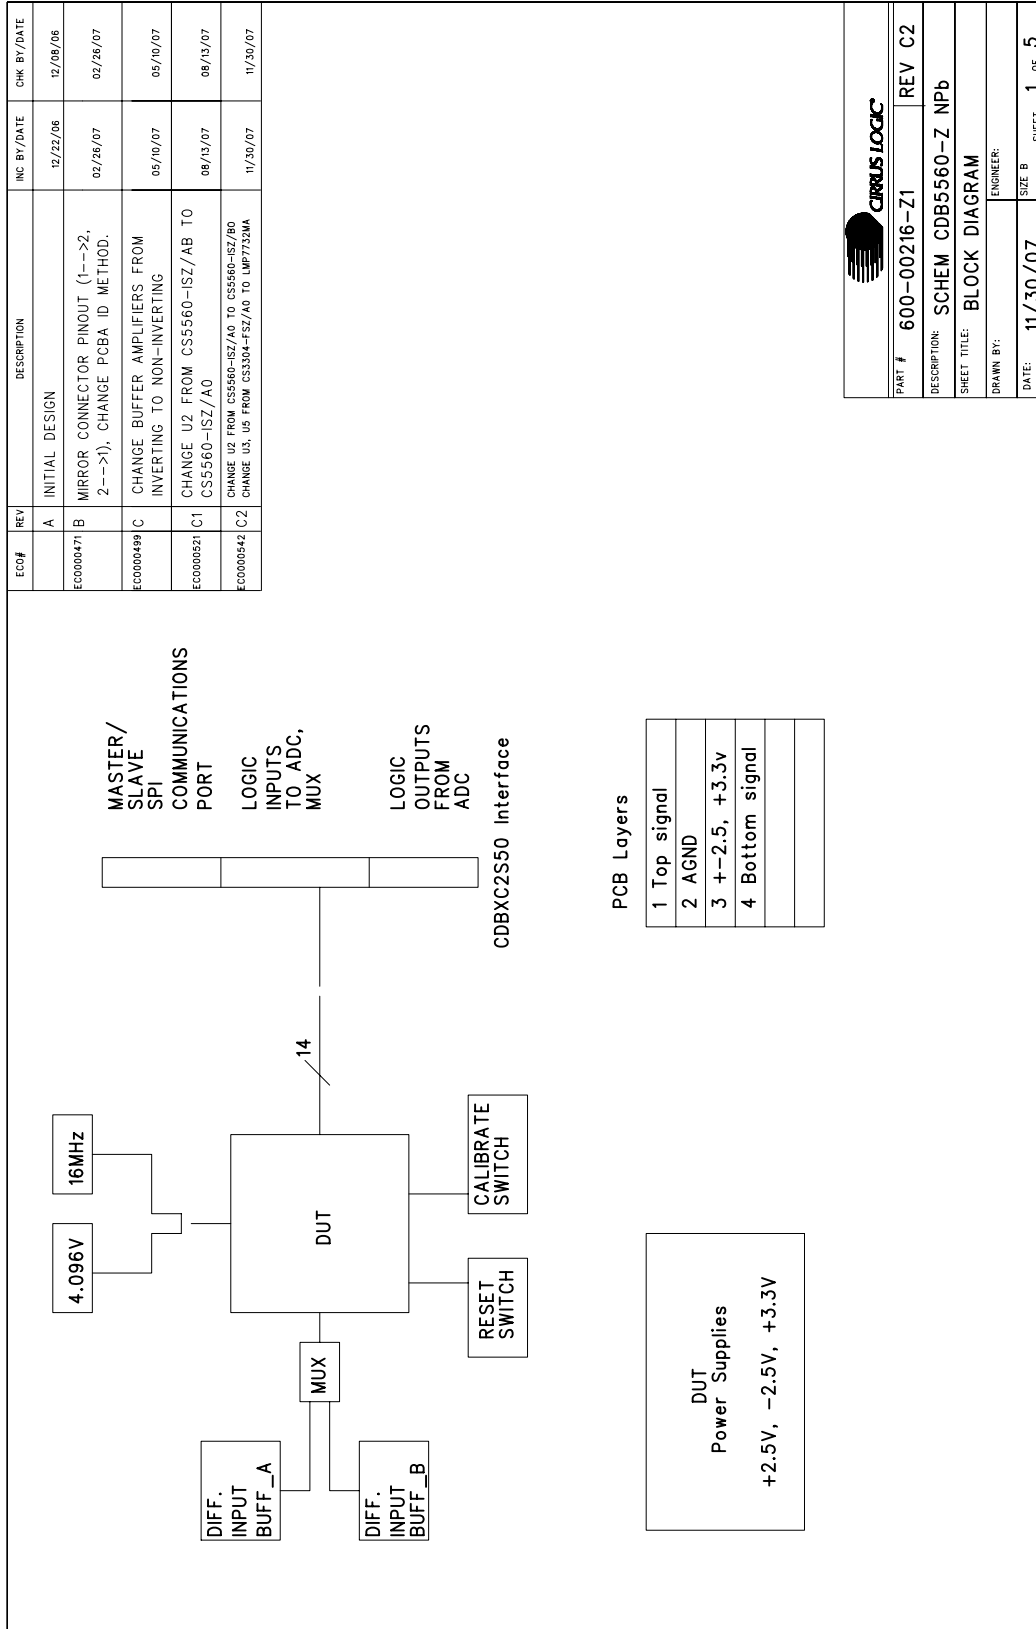 ECO#
REV
DESCRIPTION
INC BY/DATE
CHK BY/DATE
A
INITIAL DESIGN
12/22/06
12/08/06
ECO000471
B
MIRROR CONNECTOR PINOUT (1-->2,
2-->1), CHANGE PCBA ID METHOD.
02/26/07
02/26/07
ECO000499
C
CHANGE BUFFER AMPLIFIERS FROM
INVERTING TO NON-INVERTING
05/10/07
05/10/07
ECO000521
C1
CHANGE U2 FROM CS5560-ISZ/AB TO
CS5560-ISZ/A0
08/13/07
08/13/07
ECO000542
C2
CHANGE U2 FROM CS5560-ISZ/A0 TO CS5560-ISZ/B0
CHANGE U3, U5 FROM CS3304-FSZ/A0 TO LMP7732MA
11/30/07
11/30/07
4.096V
16MHz
DIFF.
INPUT
BUFF_A
DIFF.
INPUT
BUFF_B
MUX
DUT
14
RESET
SWITCH
CALIBRATE
SWITCH
MASTER/
SLAVE
SPI
COMMUNICATIONS
PORT
LOGIC
INPUTS
TO ADC,
MUX
LOGIC
OUTPUTS
FROM
ADC
CDBXC2S50 Interface
DUT
Power Supplies
+2.5V, -2.5V, +3.3V
PCB Layers
1 Top signal
2 AGND
3 +-2.5, +3.3v
4 Bottom signal
CIRRUS LOGIC®
PART # 600-00216-Z1 REV C2
DESCRIPTION: SCHEM CDB5560-Z NPb
SHEET TITLE: BLOCK DIAGRAM
DRAWN BY:
ENGINEER:
DATE: 11/30/07 SIZE B SHEET 1 OF 5